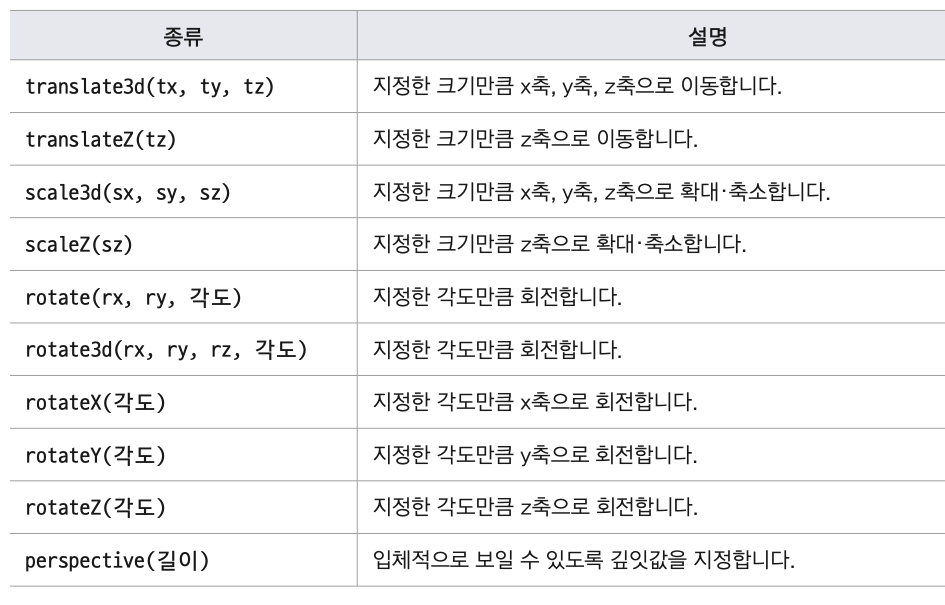 종류 설명
translate3d(tx, ty, tz) 지정한 크기만큼 x축, y축, z축으로 이동합니다.
translateZ(tz) 지정한 크기만큼 z축으로 이동합니다.
scale3d(sx, sy, sz) 지정한 크기만큼 x축, y축, z축으로 확대·축소합니다.
scaleZ(sz) 지정한 크기만큼 z축으로 확대·축소합니다.
rotate(rx, ry, 각도) 지정한 각도만큼 회전합니다.
rotate3d(rx, ry, rz, 각도) 지정한 각도만큼 회전합니다.
rotateX(각도) 지정한 각도만큼 x축으로 회전합니다.
rotateY(각도) 지정한 각도만큼 y축으로 회전합니다.
rotateZ(각도) 지정한 각도만큼 z축으로 회전합니다.
perspective(길이) 입체적으로 보일 수 있도록 깊잇값을 지정합니다.